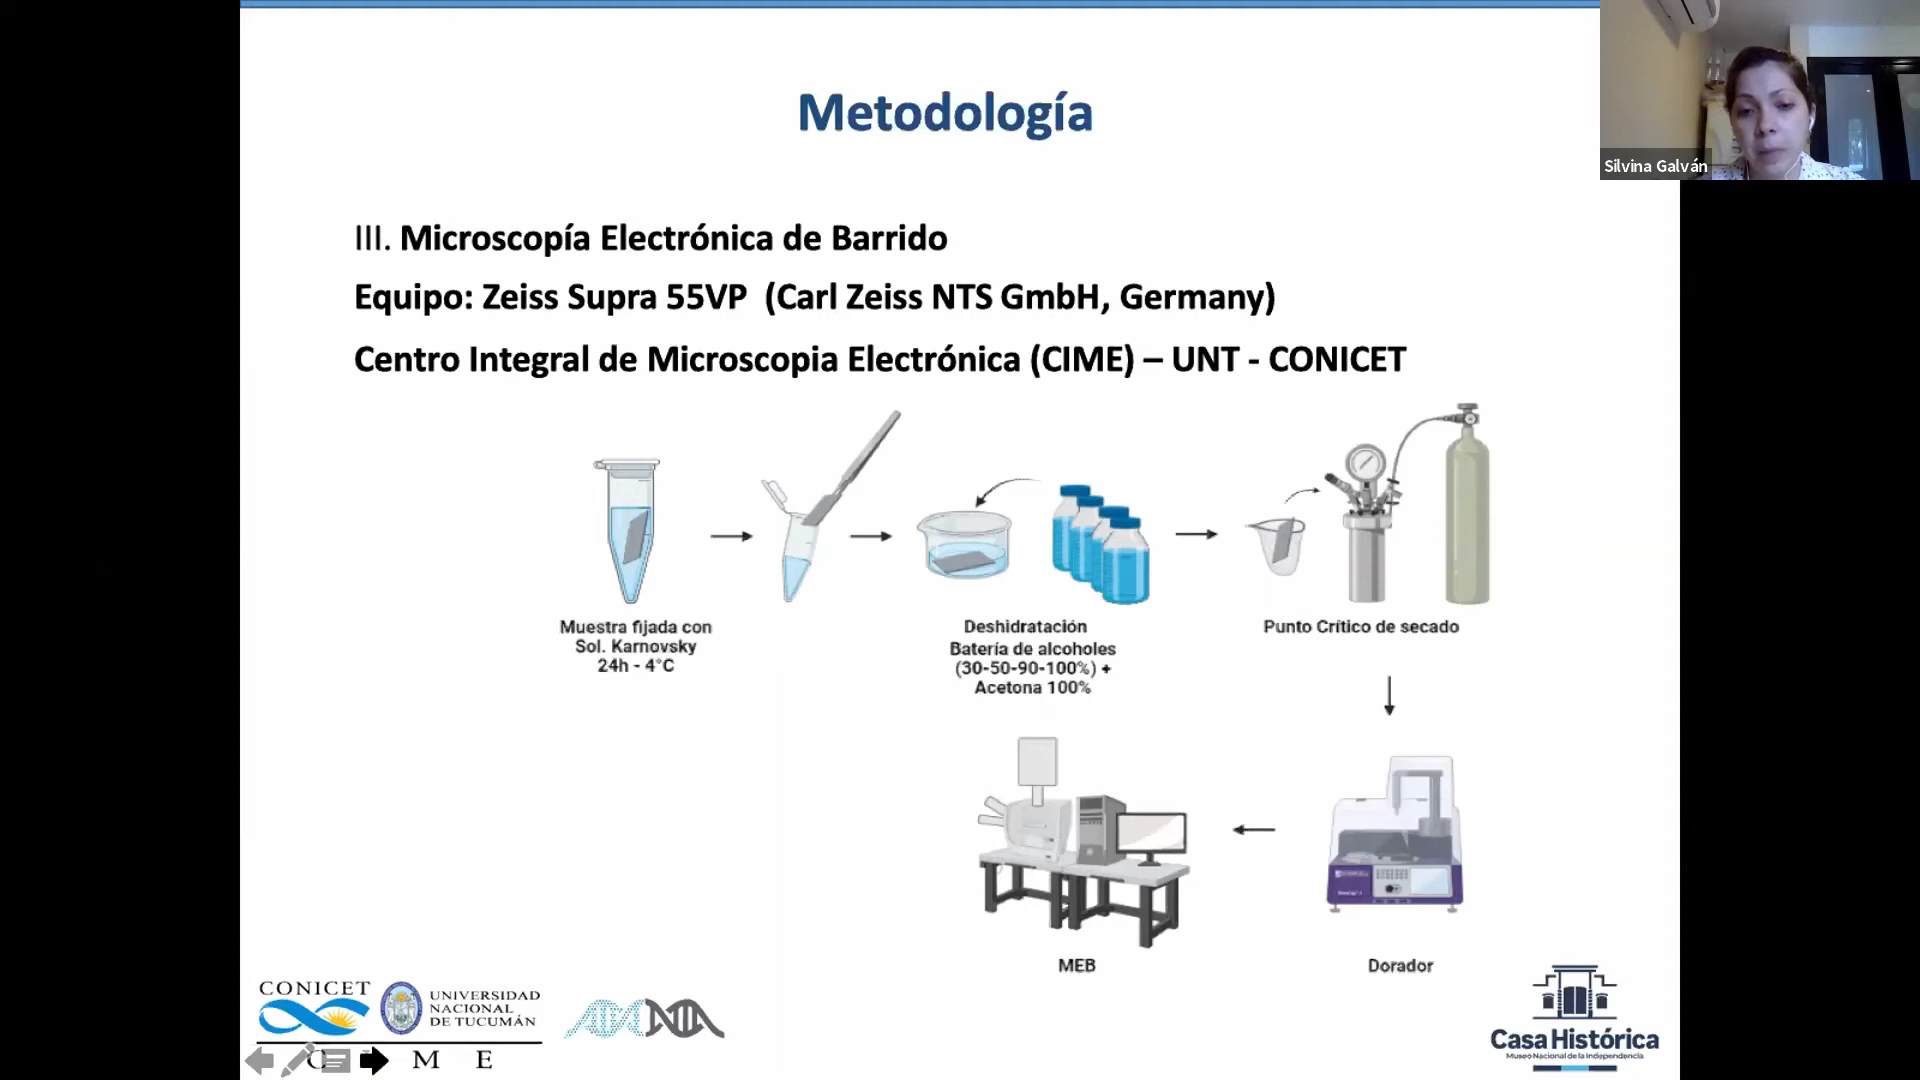 Metodología
Silvina Galván
III. Microscopía Electrónica de Barrido
Equipo: Zeiss Supra 55VP (Carl Zeiss NTS GmbH, Germany)
Centro Integral de Microscopia Electrónica (CIME) – UNT - CONICET
Muestra fijada con
Sol. Karnovsky
24h - 4°C
Deshidratación
Batería de alcoholes
(30-50-90-100%) +
Acetona 100%
Punto Crítico de secado
MEB
Dorador
CONICET
UNIVERSIDAD
NACIONAL
DE TUCUMÁN
C M E
Casa Histórica
Museo Nacional de la Independencia